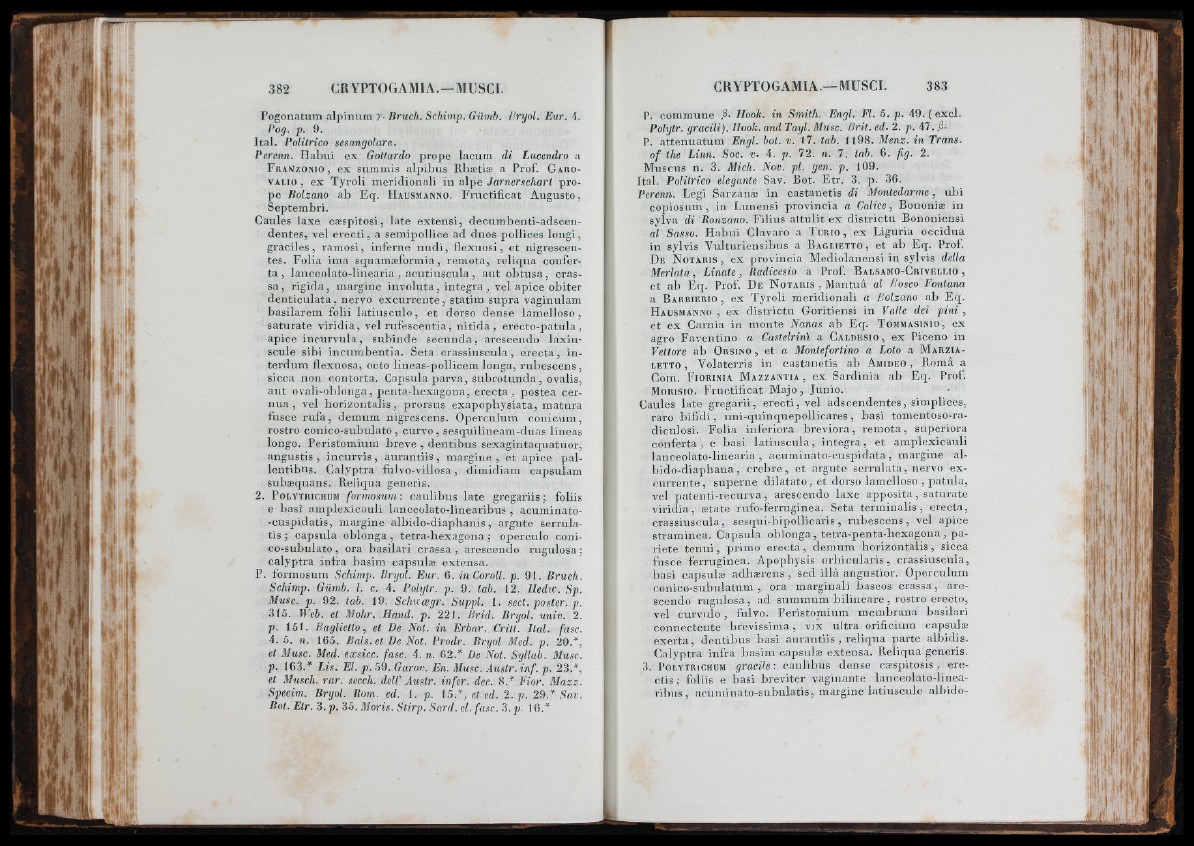 382 CRYPTOGAMIA.—MUSCI.
Pogonatum alpinum γ. Bruch. Schimp. Gümb. Bryol. Eur. 4.
Pog. p. 9.
Ital. Politrico sesangolare.
Perenn. Habui ex Gottardo prope lacum di Lucendro a
FRANZONIO, ex summis alpibus Rhætiæ a Prof. GARO-
VALIO, ex Tyroli meridionali in alpe Jarnerschart pro-
pe Bolzano ab Eq. HAUSMANNO. Fructificat Augusto,
Septembri.
Caules laxe cæspitosi, late extensi, decumbenti-adscen-
dentes, vel erecti, a semipollice ad duos pollices longi,
graciles, ramosi, inferne nudi, flexuosi, et nigrescen-
tes. Folia ima squamæformia, remota, reliqua confer-
ta, lanceolato-linearia, acutiuscula, aut obtusa, cras-
sa, rigida, margine involuta, integra, vel apice obiter
denticulata, nervo excurrente, statim supra vaginulam
basilarem folii latiusculo, et dorso dense lamelloso,
saturate viridia, vel rufescentia, nitida, erecto-patula,
apice incurvula, subinde secunda, arescendo laxiu-
scule sibi incumbentia. Seta crassiuscula, erecta, in-
terdum flexuosa, octo lineas-pollicem longa, rubescens,
sicca non contorta. Capsula parva, subrotunda, ovalis,
aut ovali-oblonga, penta-hexagona, erecta, postea cer-
nua, vel horizontalis, prorsus exapophysiata, matura
fusce rufa, demum nigrescens. Operculum conicum,
rostro conico-subulato, curvo, sesquilineam-duas lineas
longo. Peristomium breve, dentibus sexagintaquatuor,
angustis, incurvis, aurantiis, margine, et apice pal-
lentibus. Calyptra fulvo-villosa, dimidiam capsulam
subæquans. Reliqua generis.
2. POLYTRICHUM formosum: caulibus late gregariis; foliis
e basi amplexicauli lanceolato-linearibus, acuminato-
-cuspidatis, margine albido-diaphanis, argute serrula-
tis; capsula oblonga, tetra-hexagona; operculo coni-
co-subulato, ora basilari crassa, arescendo rugulosa;
calyptra infra basim capsulæ extensa.
P. formosum Schimp. Bryol. Eur. 6. in Coroll. p. 91. Bruch.
Schimp. Gümb. l. c. 4. Polytr. p. 9. tab. 12. Hedw. Sp.
Musc. p. 92. tab. 19. Schwægr. Suppl. 1. sect. poster. p.
315. Web. et Mohr. Hand. p. 221. Brid. Bryol. univ. 2.
p. 151. Baglietto, et De Not. in Erbar. Critt. Ital. fasc.
4. 5. n. 165. Bals. et De Not. Prodr. Bryol Med. p. 20.*,
et Musc. Med. exsicc. fasc. 4. n. 62.* De Not. Syllab. Musc.
p. 163.* Lis. El. p. 59. Garov. En. Musc. Austr. inf. p. 23.*,
et Musch. rar. secch. dell' Austr. infer. dec. 8.* Fior. Mazz.
Specim. Bryol. Rom. ed. 1. p. 15.*, et ed. 2. p. 29.* Sav.
Bot. Etr. 3. p. 35. Moris. Stirp. Sard. el. fasc. 3. p. 16.*
CRYPTOGAMIA.—MUSCI. 383
P. commune β. Hook. in Smith. Engl. Fl. 5. p. 49. (excl.
Polytr. gracili). Hook. and Tayl. Musc. Brit. ed. 2. p. 47. β.
P. attenuatum Engl. bot. v. 17. tab. 1198. Menz. in Trans.
of the Linn. Soc. v. 4. p. 72. n. 7. tab. 6. fig. 2.
Muscus n. 3. Mich. Nov. pl. gen. p. 109.
Ital. Politrico elegante Sav. Bot. Etr. 3. p. 36.
Perenn. Legi Sarzanæ in castanetis di Montedarme, ubi
copiosum, in Lunensi provincia a Calice, Bononiæ in
sylva di Ronzano. Filius attulit ex districtu Bononiensi
al Sasso. Habui Clavaro a TURIO, ex Liguria occidua
in sylvis Vulturiensibus a BAGLIETTO, et ab Eq. Prof.
DE NOTARIS, ex provincia Mediolanensi in sylvis della
Merlata, Linate, Radicesio a Prof. BALSAMO-CRIVELLIO,
et ab Eq. Prof. DE NOTARIS, Mantuâ al Bosco Fontana
a BARBIERIO, ex Tyroli meridionali a Bolzano ab Eq.
HAUSMANNO, ex districtu Goritiensi in Valle dei pini,
et ex Carnia in monte Nanas ab Eq. TOMMASINIO, ex
agro Faventino a Castelrini a CALDESIO, ex Piceno in
Vettore ab ORSINO, et a Montefortino a Loto a MARZIA-
LETTO, Volaterris in castanetis ab AMIDEO, Româ a
Com. FIORINIA MAZZANTIA, ex Sardinia ab Eq. Prof.
MORISIO. Fructificat Majo, Junio.
Caules late gregarii, erecti, vel adscendentes, simplices,
raro bifidi, uni-quinquepollicares, basi tomentoso-ra-
diculosi. Folia inferiora breviora, remota, superiora
conferta, e basi latiuscula, integra, et amplexicauli
lanceolato-linearia, acuminato-cuspidata, margine al-
bido-diaphana, crebre, et argute serrulata, nervo ex-
currente, superne dilatato, et dorso lamelloso, patula,
vel patenti-recurva, arescendo laxe apposita, saturate
viridia, ætate rufo-ferruginea. Seta terminalis, erecta,
crassiuscula, sesqui-bipollicaris, rubescens, vel apice
straminea. Capsula oblonga, tetra-penta-hexagona, pa-
riete tenui, primo erecta, demum horizontalis, sicca
fusce ferruginea. Apophysis orbicularis, crassiuscula,
basi capsulæ adhærens, sed illâ angustior. Operculum
conico-subulatum, ora marginali baseos crassa, are-
scendo rugulosa, ad summum bilineare, rostro erecto,
vel curvulo, fulvo. Peristomium membrana basilari
connectente brevissima, vix ultra orificium capsulæ
exerta, dentibus basi aurantiis, reliqua parte albidis.
Calyptra infra basim capsulæ extensa. Reliqua generis.
3. POLYTRICHUM gracile: caulibus dense cæspitosis, ere-
ctis; foliis e basi breviter vaginante lanceolato-linea-
ribus, acuminato-subulatis, margine latiuscule albido-